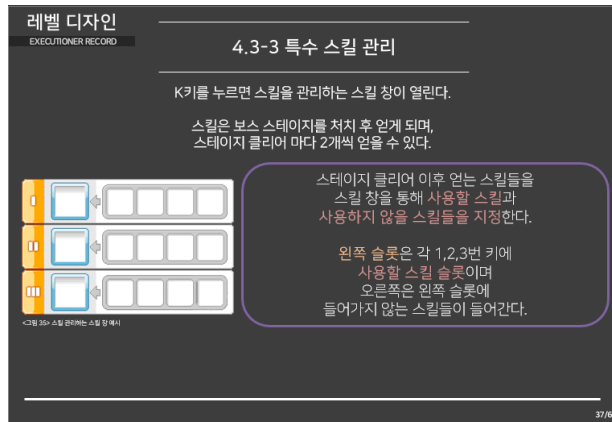 레벨 디자인
EXECUTIONER RECORD
4.3-3 특수 스킬 관리
K키를 누르면 스킬을 관리하는 스킬 창이 열린다.
스킬은 보스 스테이지를 처치 후 얻게 되며,
스테이지 클리어 마다 2개씩 얻을 수 있다.
스테이지 클리어 이후 얻는 스킬들을
스킬 창을 통해 사용할 스킬과
사용하지 않을 스킬들을 지정한다.
왼쪽 슬롯은 각 1,2,3번 키에
사용할 스킬 슬롯이며
오른쪽은 왼쪽 슬롯에
들어가지 않는 스킬들이 들어간다.
I
II
III
<그림 35> 스킬 관리하는 스킬 창 예시
37/6